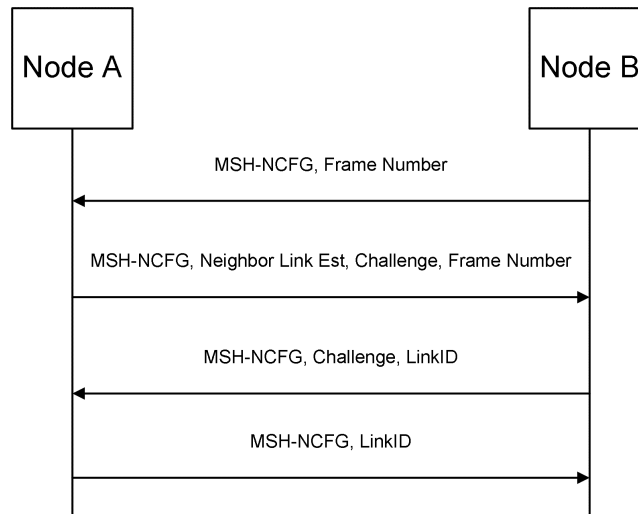 Node A
Node B
MSH-NCFG, Frame Number
MSH-NCFG, Neighbor Link Est, Challenge, Frame Number
MSH-NCFG, Challenge, LinkID
MSH-NCFG, LinkID